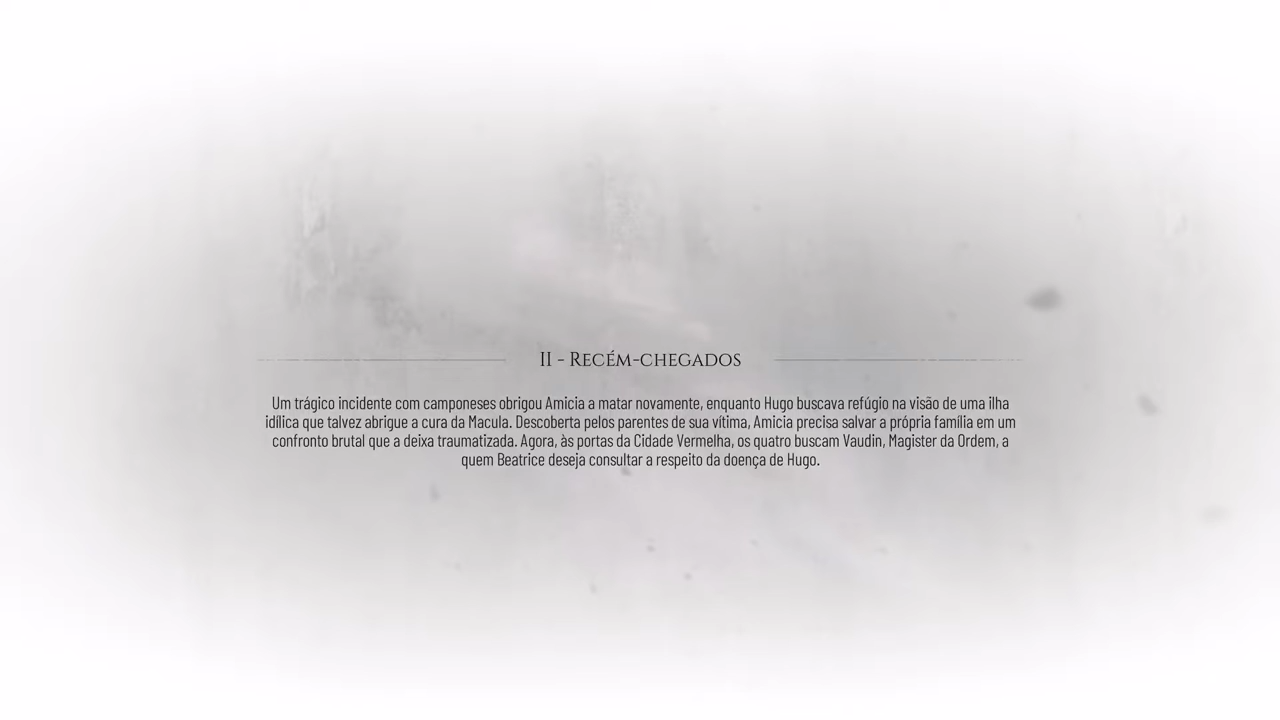 II - Recém-chegados
Um trágico incidente com camponeses obrigou Amicia a matar novamente, enquanto Hugo buscava refúgio na visão de uma ilha
idílica que talvez abrigue a cura da Macula. Descoberta pelos parentes de sua vítima, Amicia precisa salvar a própria família em um
confronto brutal que a deixa traumatizada. Agora, às portas da Cidade Vermelha, os quatro buscam Vaudin, Magister da Ordem, a
quem Beatrice deseja consultar a respeito da doença de Hugo.